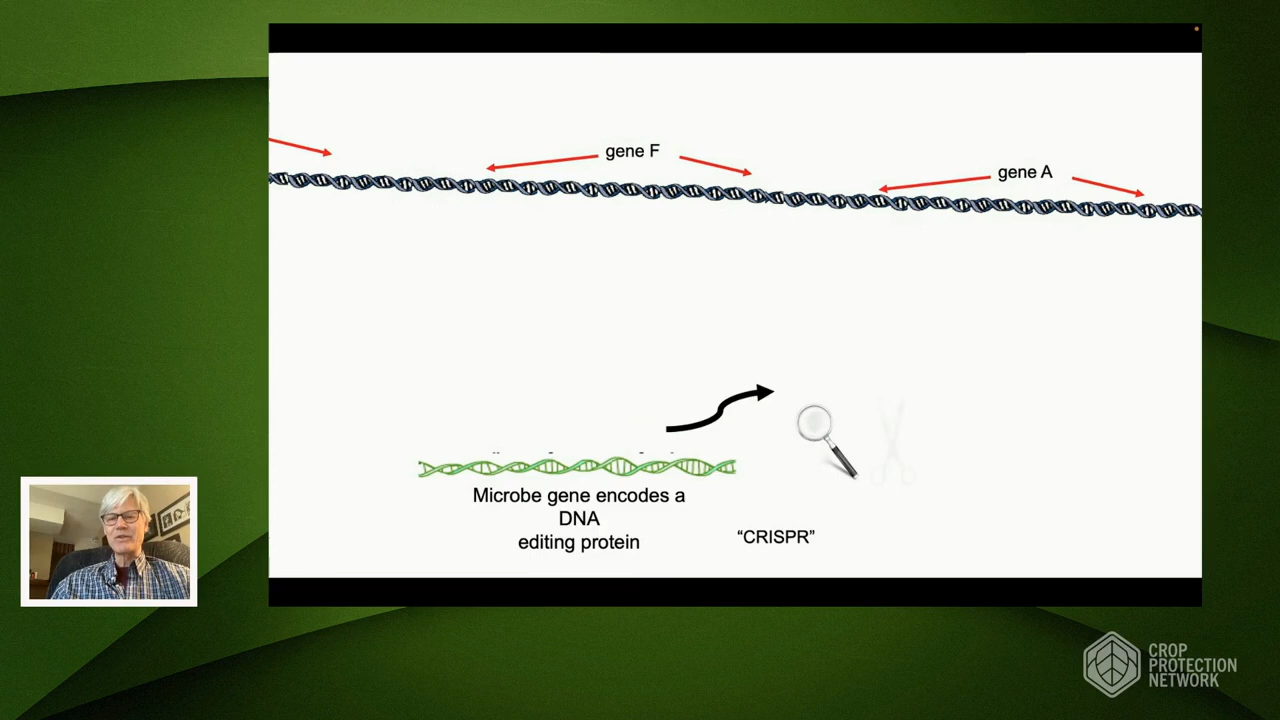 gene F
gene A
Microbe gene encodes a
DNA
editing protein
“CRISPR”
CROP
PROTECTION
NETWORK